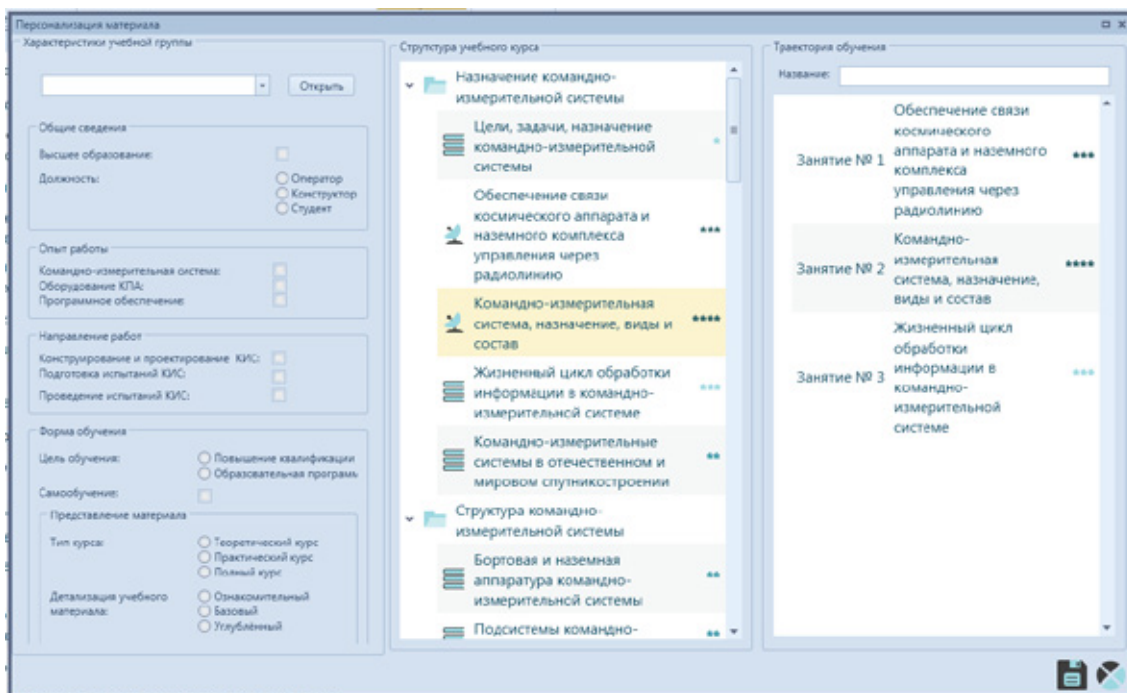 Персонализация материала
Характеристики учебной группы
Открыть
Общие сведения
Высшее образование:
Должность:
Оператор
Конструктор
Студент
Опыт работы
Командно-измерительная система:
Оборудование КПА:
Программное обеспечение:
Направление работ
Конструирование и проектирование КИС:
Подготовка испытаний КИС:
Проведение испытаний КИС:
Форма обучения
Цель обучения:
Повышение квалификации
Образовательная програмь
Самообучение:
Представление материала
Тип курса:
Теоретический курс
Практический курс
Полный курс
Детализация учебного
материала:
Ознакомительный
Базовый
Углублённый
Структура учебного курса
Назначение командно-
измерительной системы
Цели, задачи, назначение
командно-измерительной
системы
*
Обеспечение связи
космического аппарата и
наземного комплекса
управления через
радиолинию
***
Командно-измерительная
система, назначение, виды и
состав
****
Жизненный цикл обработки
информации в командно-
измерительной системе
***
Командно-измерительные
системы в отечественном и
мировом спутникостроении
**
Структура командно-
измерительной системы
Бортовая и наземная
аппаратура командно-
измерительной системы
**
Подсистемы командно-
**
Траектория обучения
Название:
Занятие № 1
Обеспечение связи
космического
аппарата и наземного
комплекса
управления через
радиолинию
***
Занятие № 2
Командно-
измерительная
система, назначение,
виды и состав
****
Занятие № 3
Жизненный цикл
обработки
информации в
командно-
измерительной
системе
***